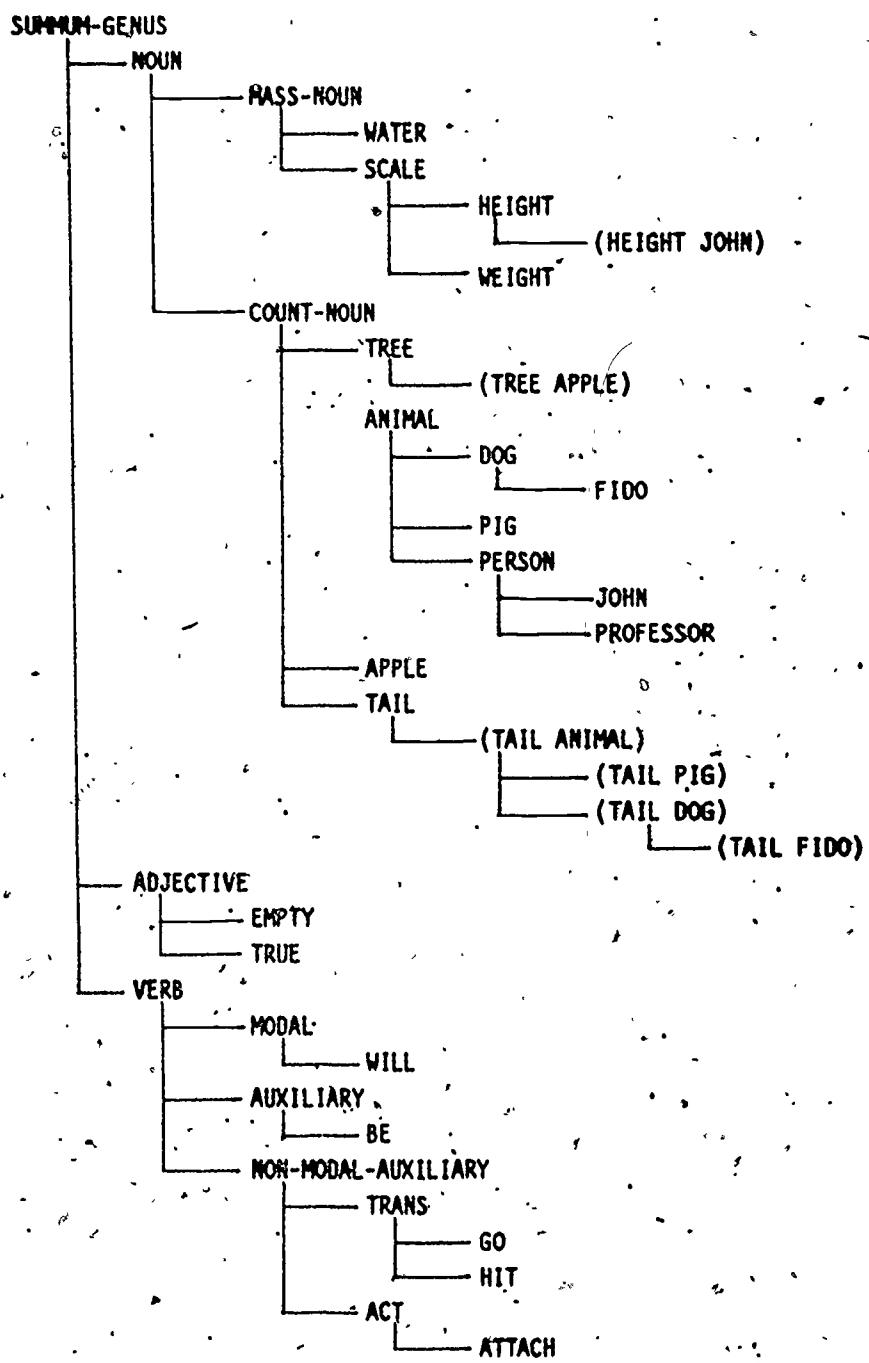 SUMMUM-GENUS
NOUN
MASS-NOUN
WATER
SCALE
HEIGHT
(HEIGHT JOHN)
WEIGHT
COUNT-NOUN
TREE
(TREE APPLE)
ANIMAL
DOG
FIDO
PIG
PERSON
JOHN
PROFESSOR
APPLE
TAIL
(TAIL ANIMAL)
(TAIL PIG)
(TAIL DOG)
(TAIL FIDO)
ADJECTIVE
EMPTY
TRUE
VERB
MODAL
WILL
AUXILIARY
BE
NON-MODAL-AUXILIARY
TRANS
GO
HIT
ACT
ATTACH